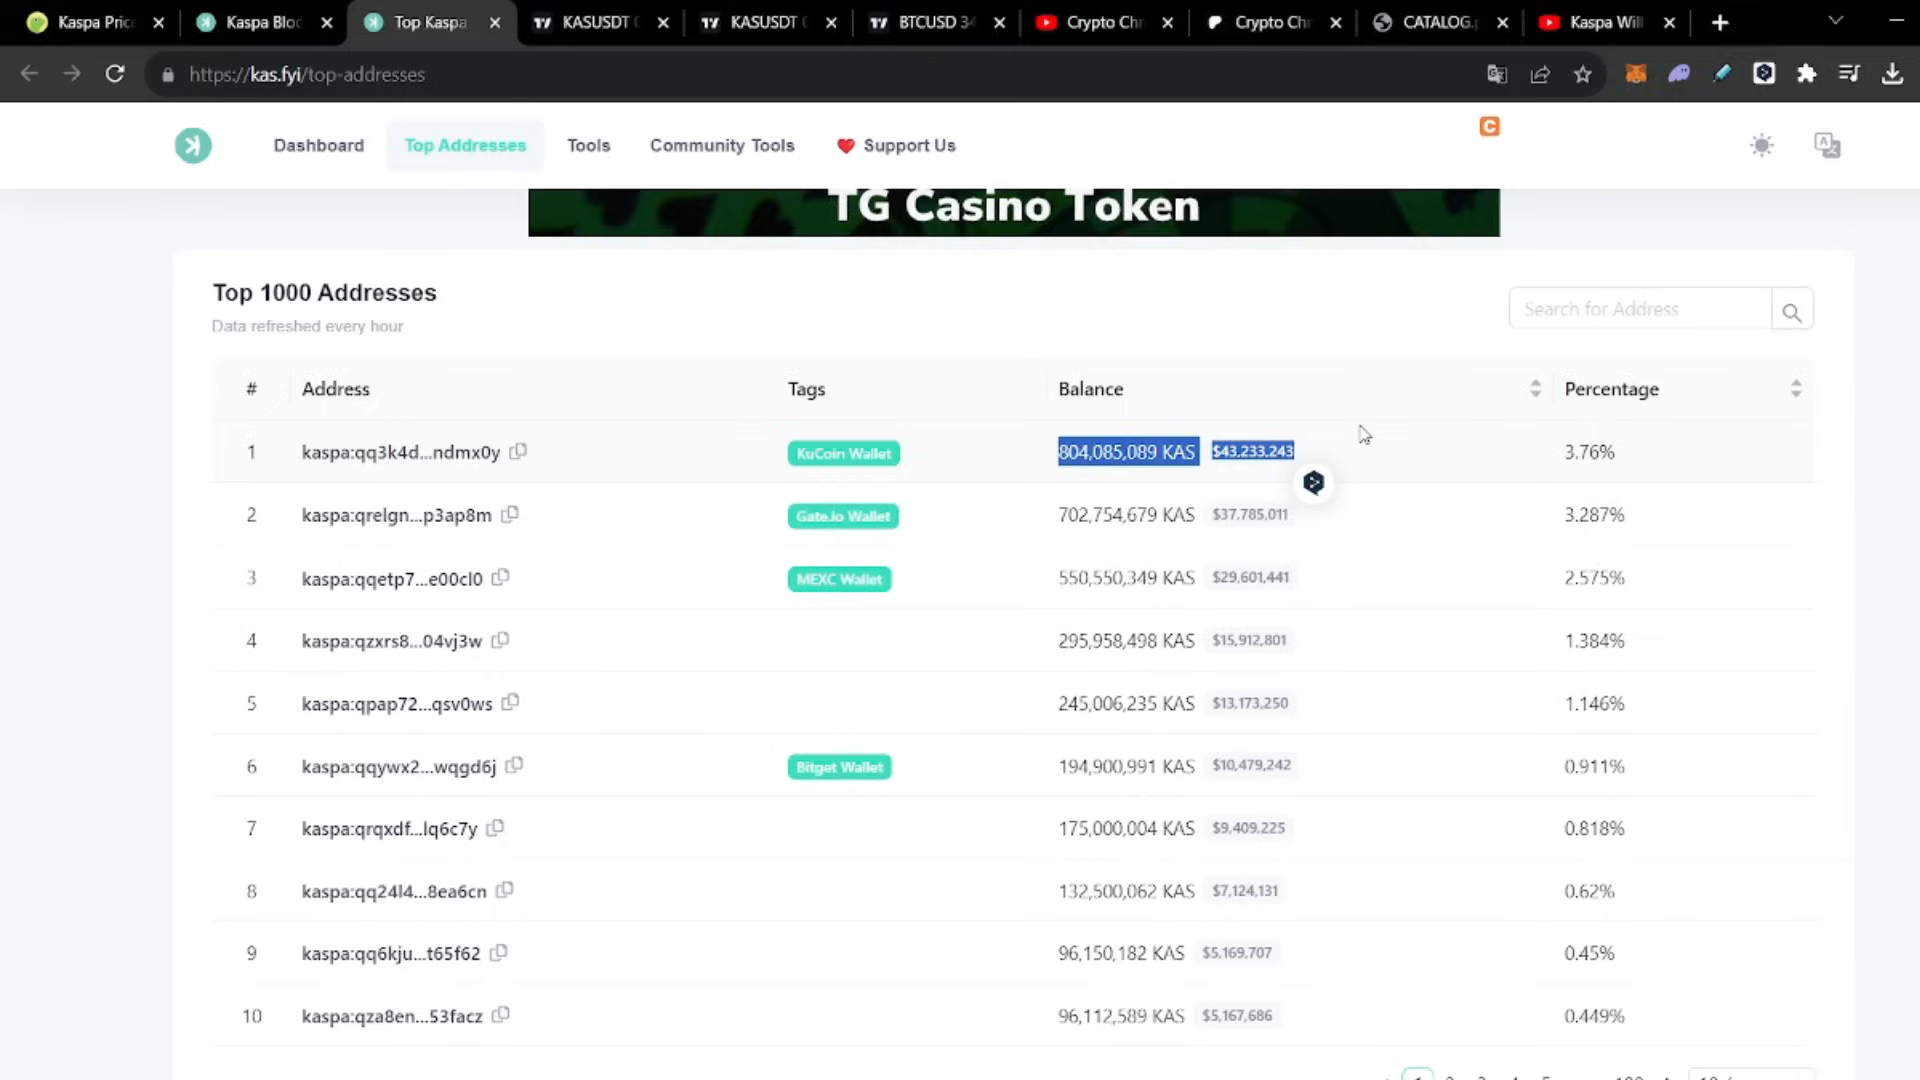 Kaspa Pric
Kaspa Bloc
Top Kaspa
KASUSDT
KASUSDT
BTCUSD 34
Crypto Ch
Crypto Ch
CATALOG.p
Kaspa Will
https://kas.fyi/top-addresses
Dashboard
Top Addresses
Tools
Community Tools
Support Us
TG Casino Token
Top 1000 Addresses
Data refreshed every hour
Search for Address
# Address Tags Balance Percentage
1 kaspa:qq3k4d...ndmx0y KuCoin Wallet 804,085,089 KAS $43,233,243 3.76%
2 kaspa:qrelgn...p3ap8m Gate.io Wallet 702,754,679 KAS $37,785,011 3.287%
3 kaspa:qqetp7...e00cl0 MEXC Wallet 550,550,349 KAS $29,601,441 2.575%
4 kaspa:qzxrs8...04vj3w 295,958,498 KAS $15,912,801 1.384%
5 kaspa:qpap72...qsv0ws 245,006,235 KAS $13,173,250 1.146%
6 kaspa:qqywx2...wqgd6j Bitget Wallet 194,900,991 KAS $10,479,242 0.911%
7 kaspa:qrqxdf...lq6c7y 175,000,004 KAS $9,409,225 0.818%
8 kaspa:qq24l4...8ea6cn 132,500,062 KAS $7,124,131 0.62%
9 kaspa:qq6kju...t65f62 96,150,182 KAS $5,169,707 0.45%
10 kaspa:qza8en...53facz 96,112,589 KAS $5,167,686 0.449%